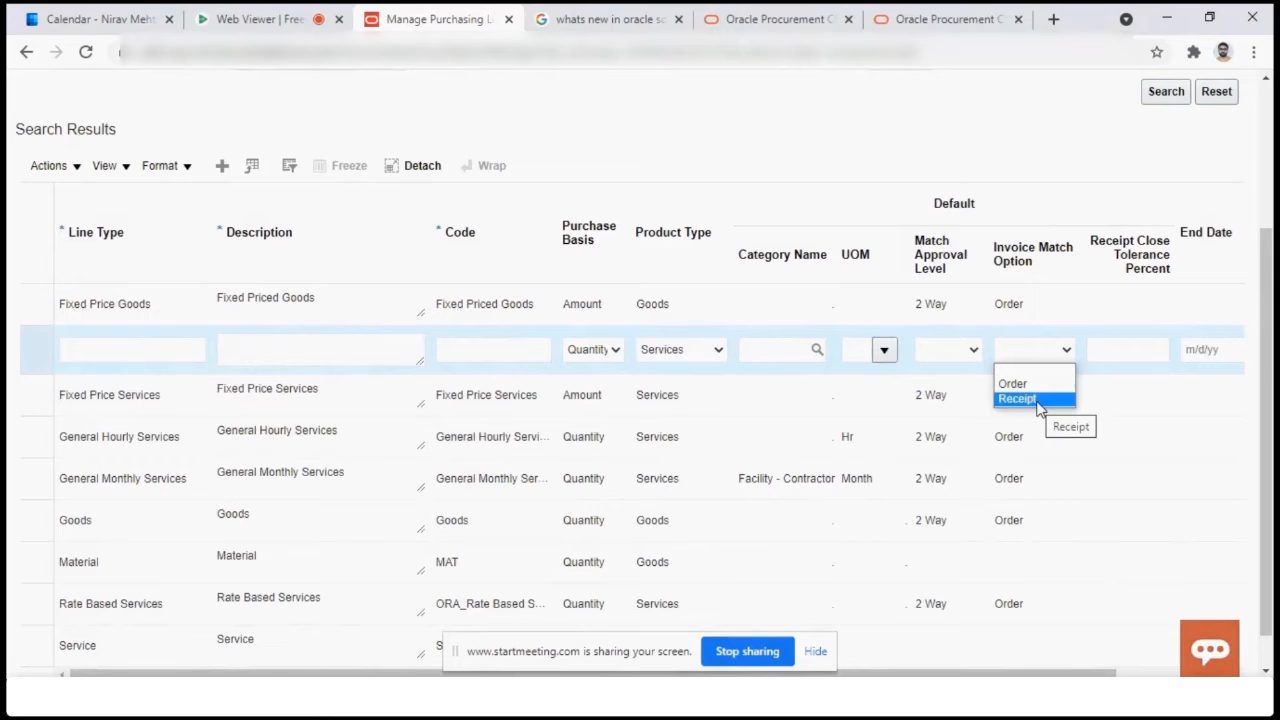 Calendar - Nirav Meht
Web Viewer | Free
Manage Purchasing Li
whats new in oracle sc
Oracle Procurement C
Oracle Procurement C
Search
Reset
Search Results
Actions
View
Format
Freeze
Detach
Wrap
Default
* Line Type
* Description
* Code
Purchase Basis
Product Type
Category Name
UOM
Match Approval Level
Invoice Match Option
Receipt Close Tolerance Percent
End Date
Fixed Price Goods Fixed Priced Goods Fixed Priced Goods Amount Goods . 2 Way Order
Quantity Services m/d/yy
Order
Receipt
Receipt
Fixed Price Services Fixed Price Services Fixed Price Services Amount Services . 2 Way
General Hourly Services General Hourly Services General Hourly Servi... Quantity Services . Hr 2 Way Order
General Monthly Services General Monthly Services General Monthly Ser... Quantity Services Facility - Contractor Month 2 Way Order
Goods Goods Goods Quantity Goods . . 2 Way Order
Material Material MAT Quantity Goods . .
Rate Based Services Rate Based Services ORA_Rate Based S... Quantity Services . 2 Way Order
Service Service S
www.startmeeting.com is sharing your screen.
Stop sharing
Hide